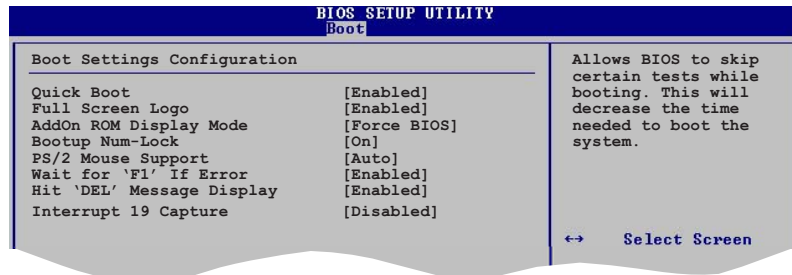 BIOS SETUP UTILITY
Boot
Boot Settings Configuration
Quick Boot [Enabled]
Full Screen Logo [Enabled]
AddOn ROM Display Mode [Force BIOS]
Bootup Num-Lock [On]
PS/2 Mouse Support [Auto]
Wait for ‘F1’ If Error [Enabled]
Hit ‘DEL’ Message Display [Enabled]
Interrupt 19 Capture [Disabled]
Allows BIOS to skip
certain tests while
booting. This will
decrease the time
needed to boot the
system.
↔ Select Screen